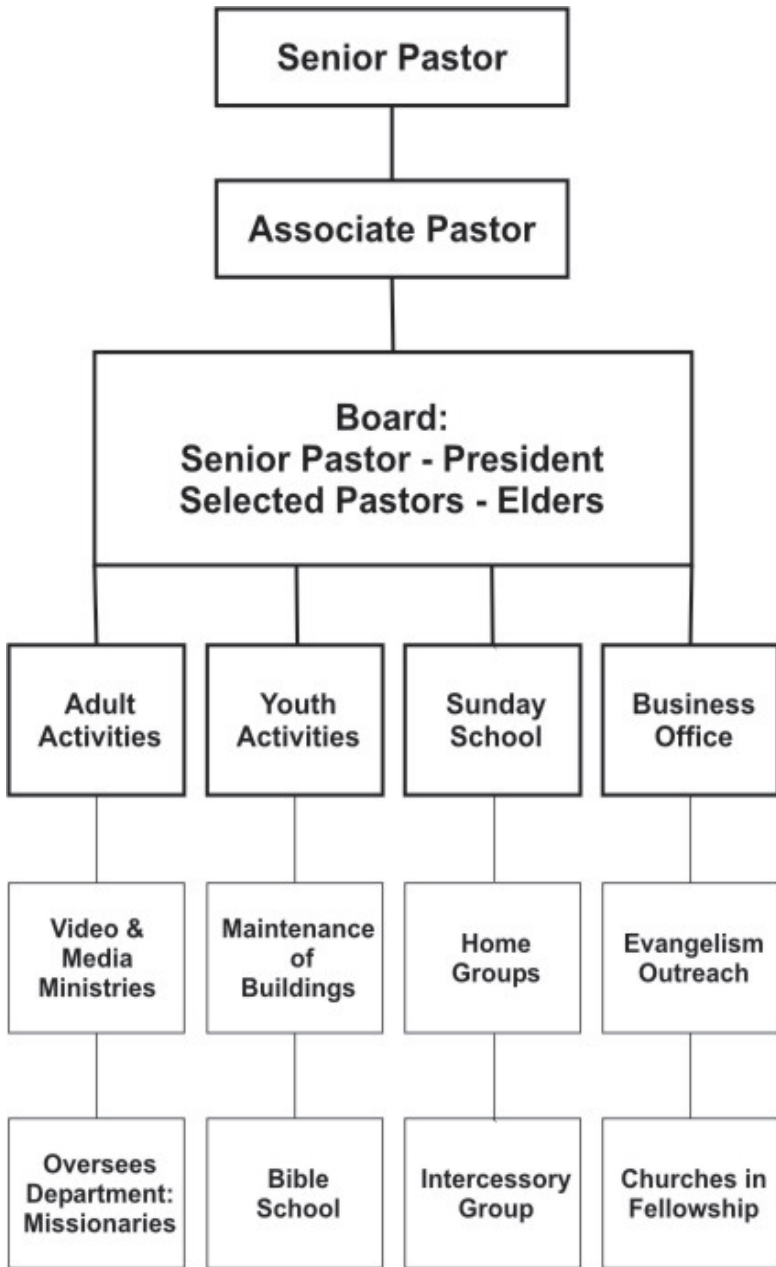 Senior Pastor
Associate Pastor
Board:
Senior Pastor - President
Selected Pastors - Elders
Adult
Activities
Youth
Activities
Sunday
School
Business
Office
Video &
Media
Ministries
Maintenance
of
Buildings
Home
Groups
Evangelism
Outreach
Oversees
Department:
Missionaries
Bible
School
Intercessory
Group
Churches in
Fellowship